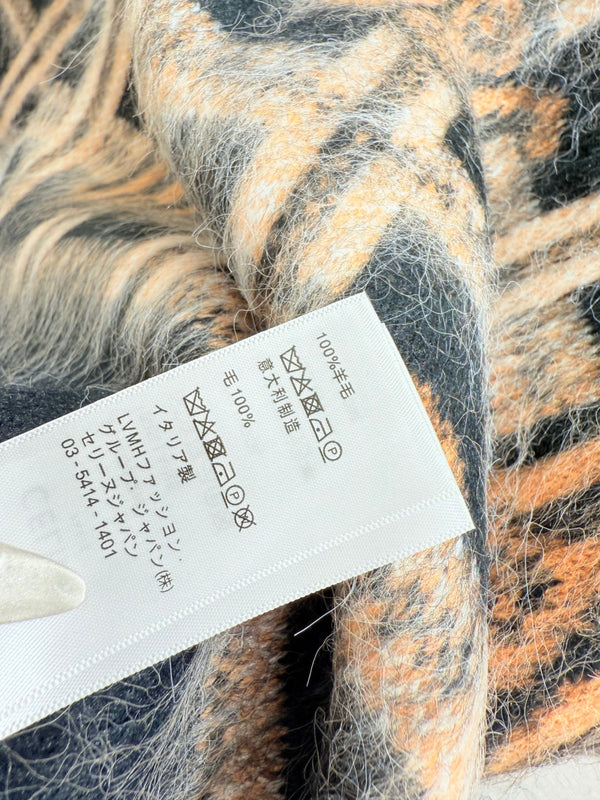 100%羊毛
意大利制造
毛 100%
イタリア製
LVMHファッション・
グループ・ジャパン(株)
セリーヌジャパン
03 - 5414 - 1401